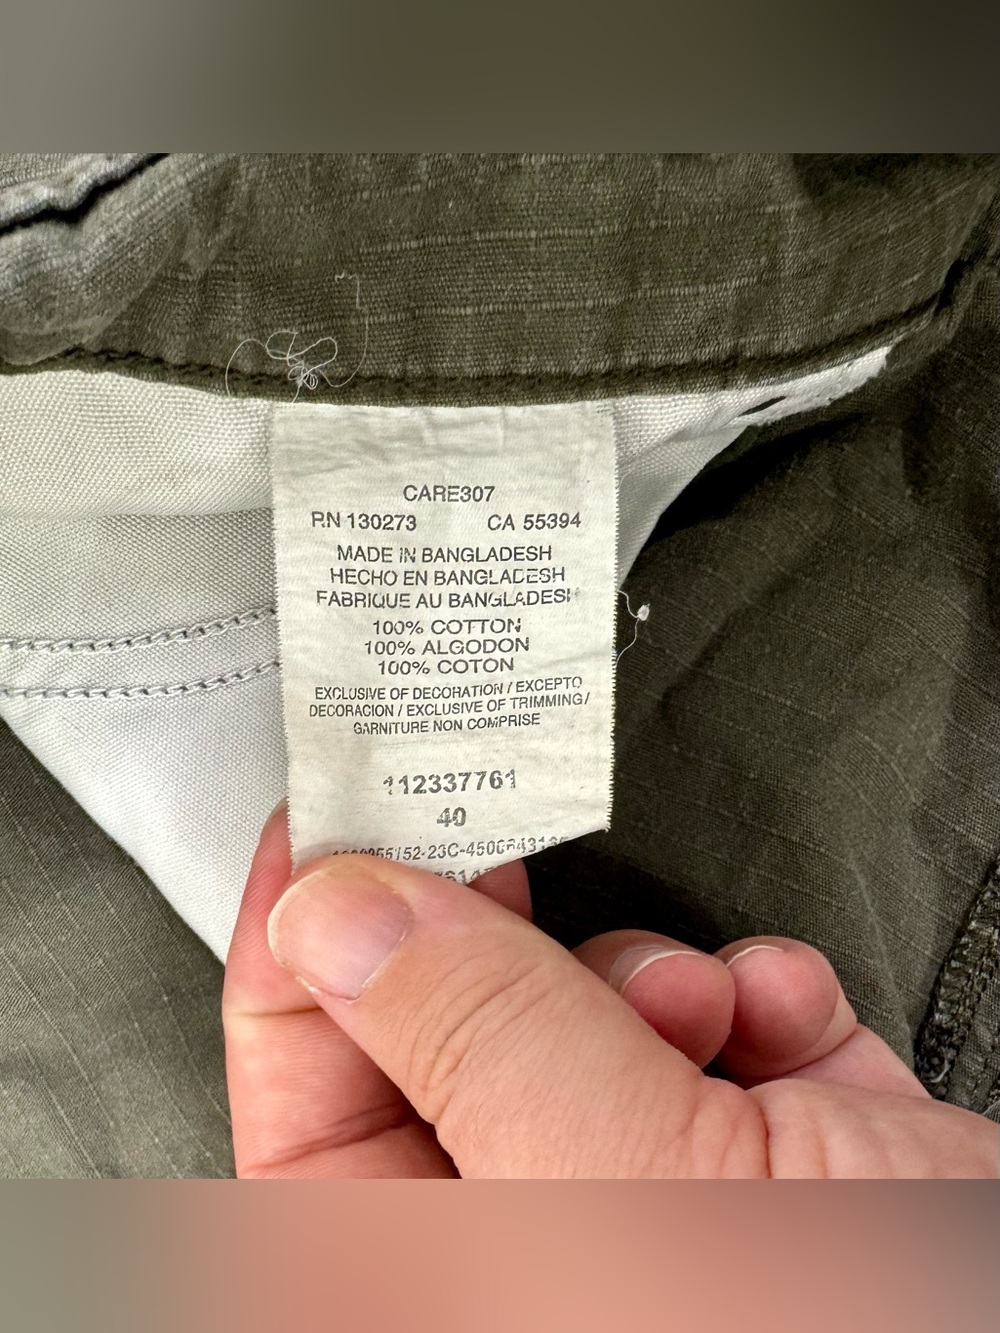 CARE307
RN 130273 CA 55394
MADE IN BANGLADESH
HECHO EN BANGLADESH
FABRIQUE AU BANGLADESH
100% COTTON
100% ALGODON
100% COTON
EXCLUSIVE OF DECORATION / EXCEPTO
DECORACION / EXCLUSIVE OF TRIMMING/
GARNITURE NON COMPRISE
112337761
40